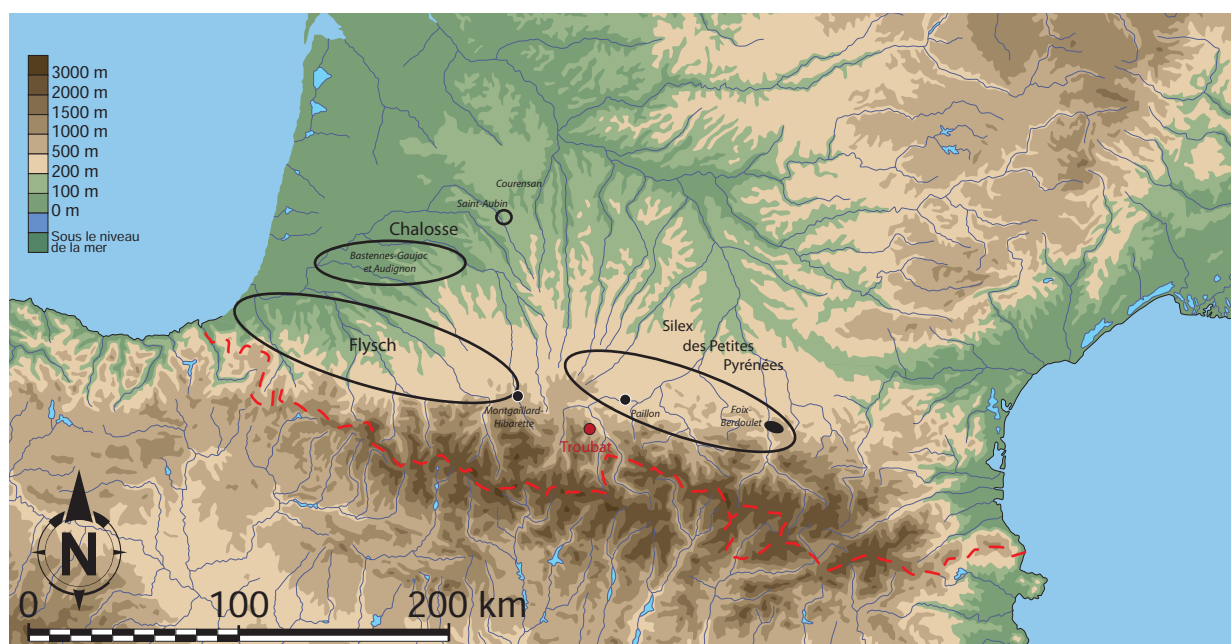 3000 m
2000 m
1500 m
1000 m
500 m
200 m
100 m
0 m
Sous le niveau
de la mer
Courensan
Saint-Aubin
Chalosse
Bastennes-Gaujac
et Audignon
Flysch
Silex
des Petites
Pyrénées
Montgaillard-
Hibarette
Paillon
Foix-
Berdoulet
Troubat
N
0
100
200 km